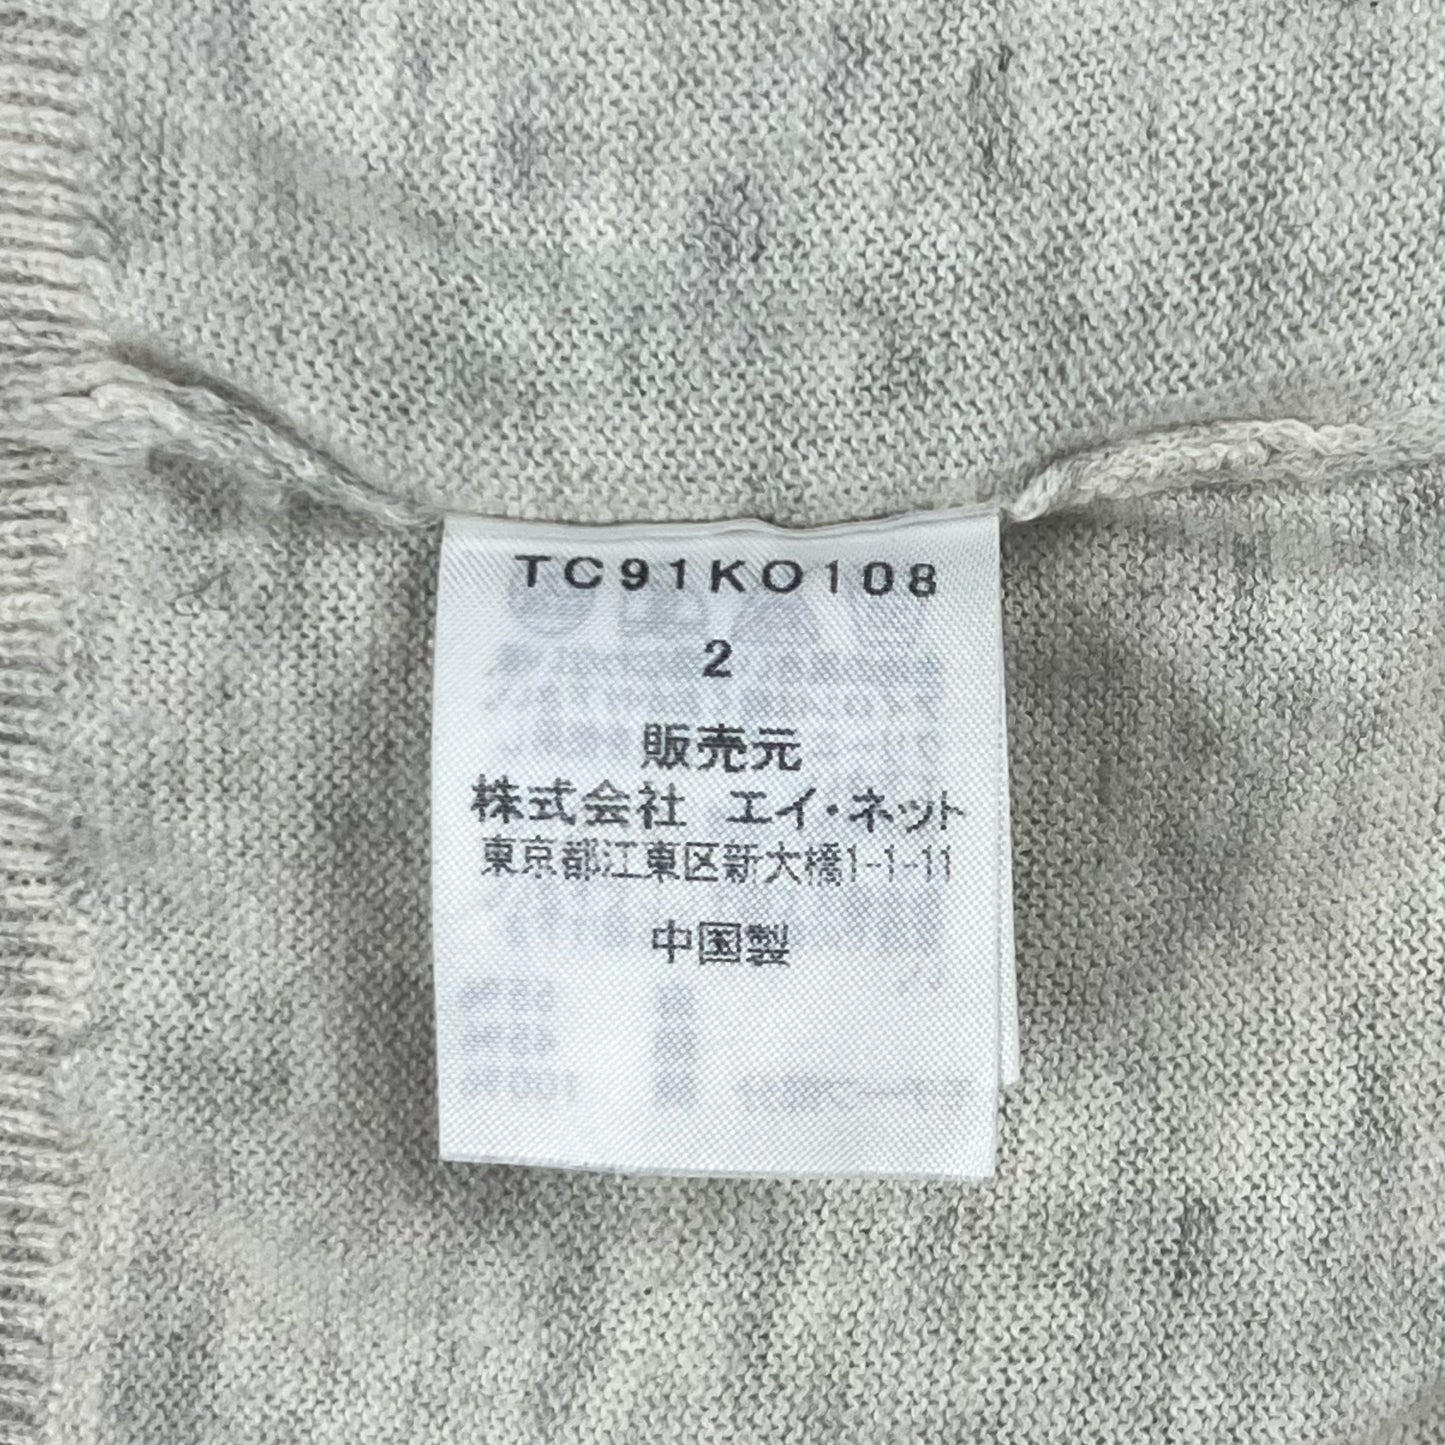 TC91KO108
2
販売元
株式会社 エイ・ネット
東京都江東区新大橋1-1-11
中国製